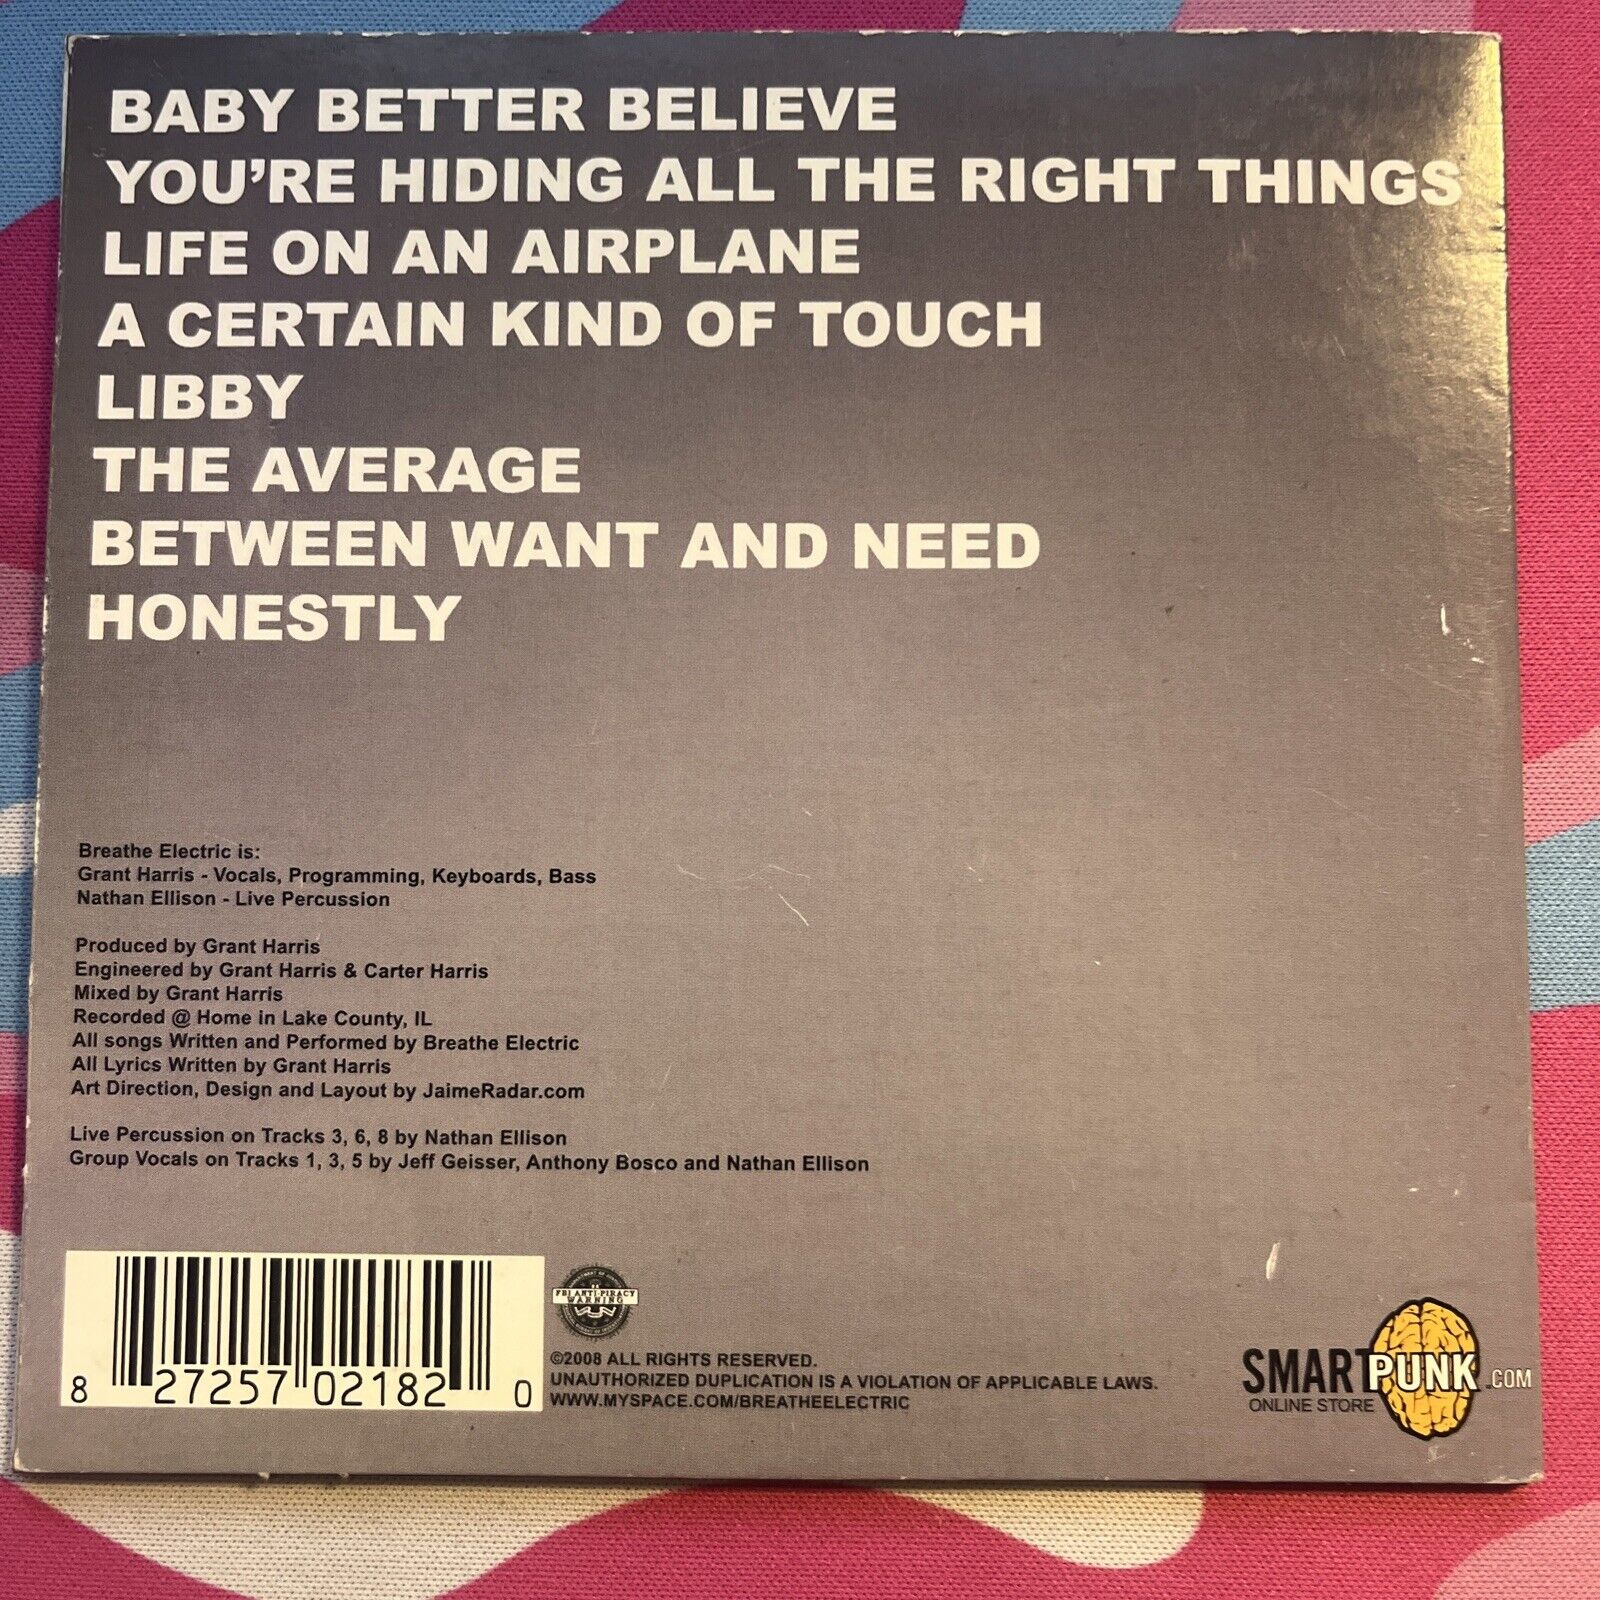 BABY BETTER BELIEVE
YOU'RE HIDING ALL THE RIGHT THINGS
LIFE ON AN AIRPLANE
A CERTAIN KIND OF TOUCH
LIBBY
THE AVERAGE
BETWEEN WANT AND NEED
HONESTLY
Breathe Electric is:
Grant Harris - Vocals, Programming, Keyboards, Bass
Nathan Ellison - Live Percussion
Produced by Grant Harris
Engineered by Grant Harris & Carter Harris
Mixed by Grant Harris
Recorded @ Home in Lake County, IL
All songs Written and Performed by Breathe Electric
All Lyrics Written by Grant Harris
Art Direction, Design and Layout by JaimeRadar.com
Live Percussion on Tracks 3, 6, 8 by Nathan Ellison
Group Vocals on Tracks 1, 3, 5 by Jeff Geisser, Anthony Bosco and Nathan Ellison
8 27257 02182 0
FBI ANTI-PIRACY
WARNING
©2008 ALL RIGHTS RESERVED.
UNAUTHORIZED DUPLICATION IS A VIOLATION OF APPLICABLE LAWS.
WWW.MYSPACE.COM/BREATHEELECTRIC
SMARTPUNK.COM
ONLINE STORE